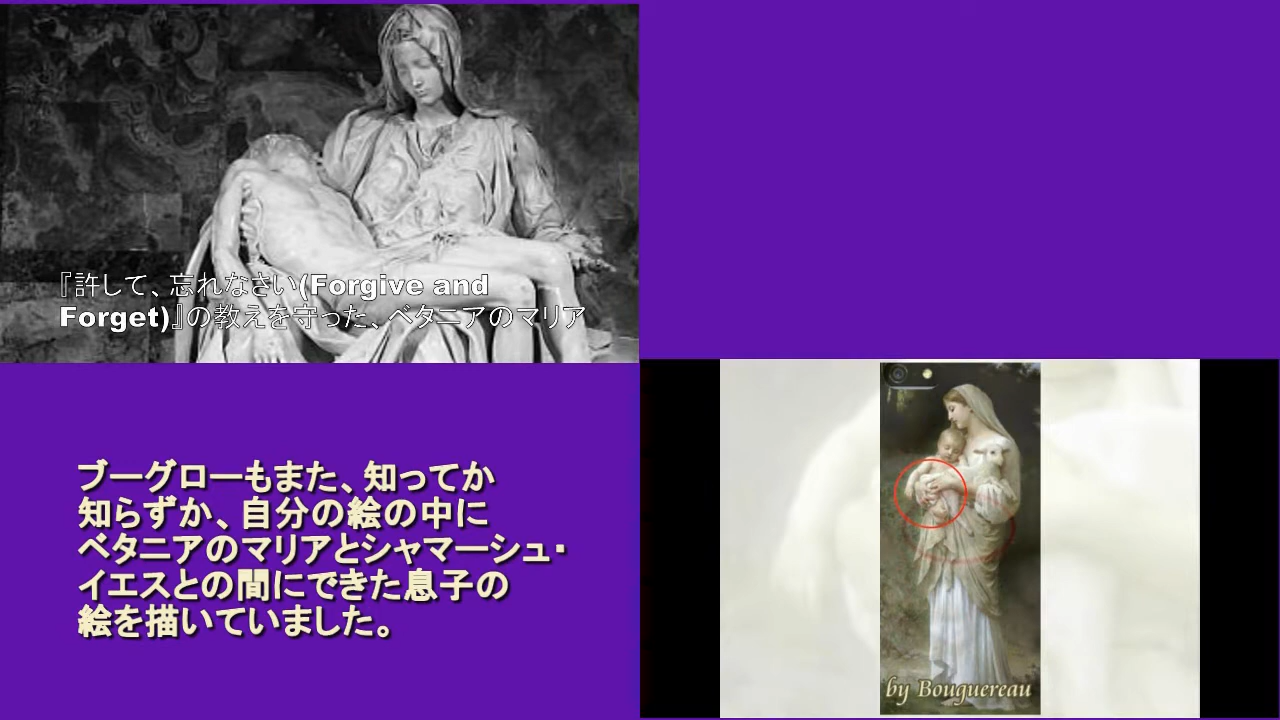 『許して、忘れなさい(Forgive and
Forget)』の教えを守った、ベタニアのマリア
ブーグローもまた、知ってか
知らずか、自分の絵の中に
ベタニアのマリアとシャマーシュ・
イエスとの間にできた息子の
絵を描いていました。
by Bouguereau